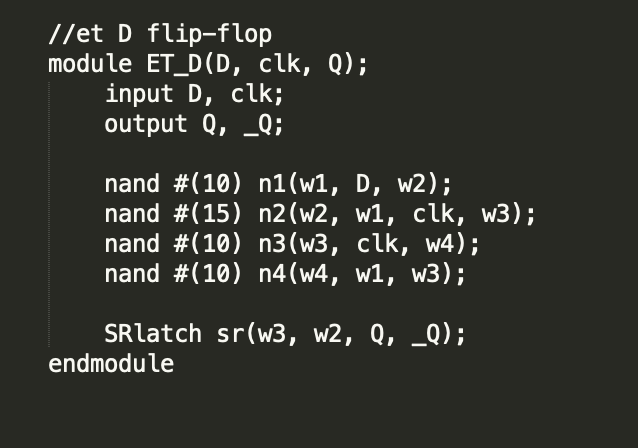 //et D flip-flop
module ET_D(D, clk, Q);
input D, clk;
output Q, _Q;
nand #(10) n1(w1, D, w2);
nand #(15) n2(w2, w1, clk, w3);
nand #(10) n3(w3, clk, w4);
nand #(10) n4(w4, w1, w3);
SRlatch sr(w3, w2, Q, _Q);
endmodule